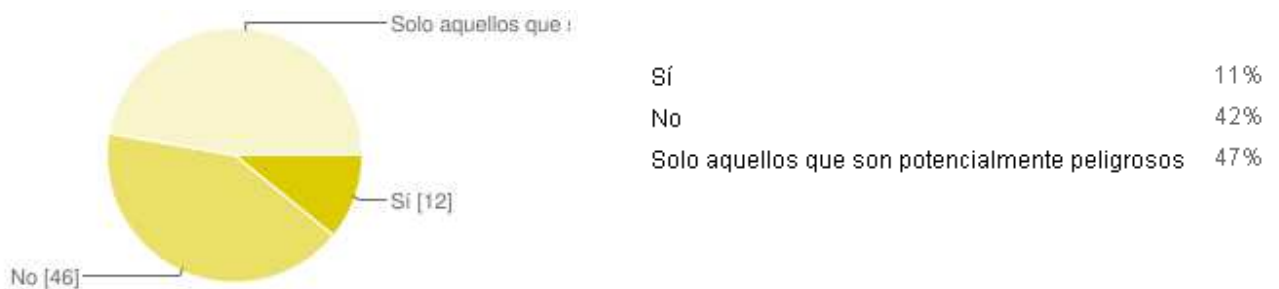 Solo aquellos que
Sí [12]
No [46]
Sí 11%
No 42%
Solo aquellos que son potencialmente peligrosos 47%